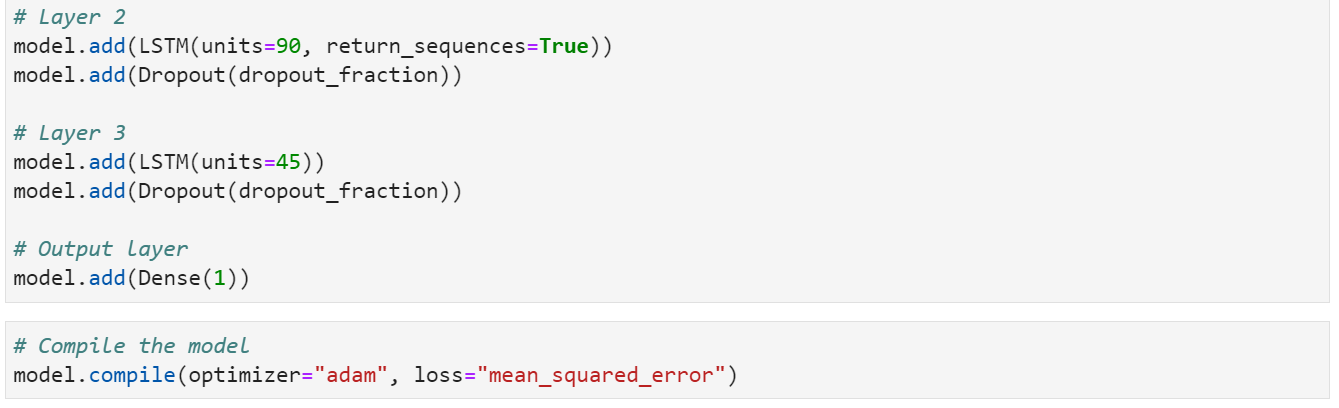 # Layer 2
model.add(LSTM(units=90, return_sequences=True))
model.add(Dropout(dropout_fraction))
# Layer 3
model.add(LSTM(units=45))
model.add(Dropout(dropout_fraction))
# Output layer
model.add(Dense(1))
# Compile the model
model.compile(optimizer="adam", loss="mean_squared_error")